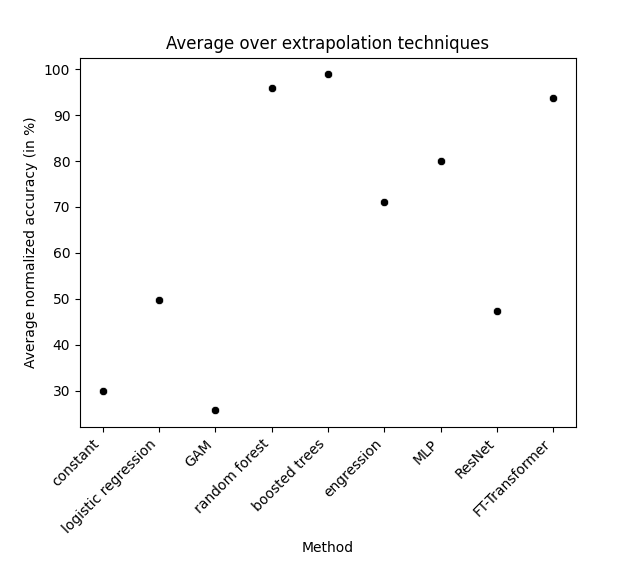 Average over extrapolation techniques
Average normalized accuracy (in %)
100
90
80
70
60
50
40
30
constant
logistic regression
GAM
random forest
boosted trees
engression
MLP
ResNet
FT-Transformer
Method